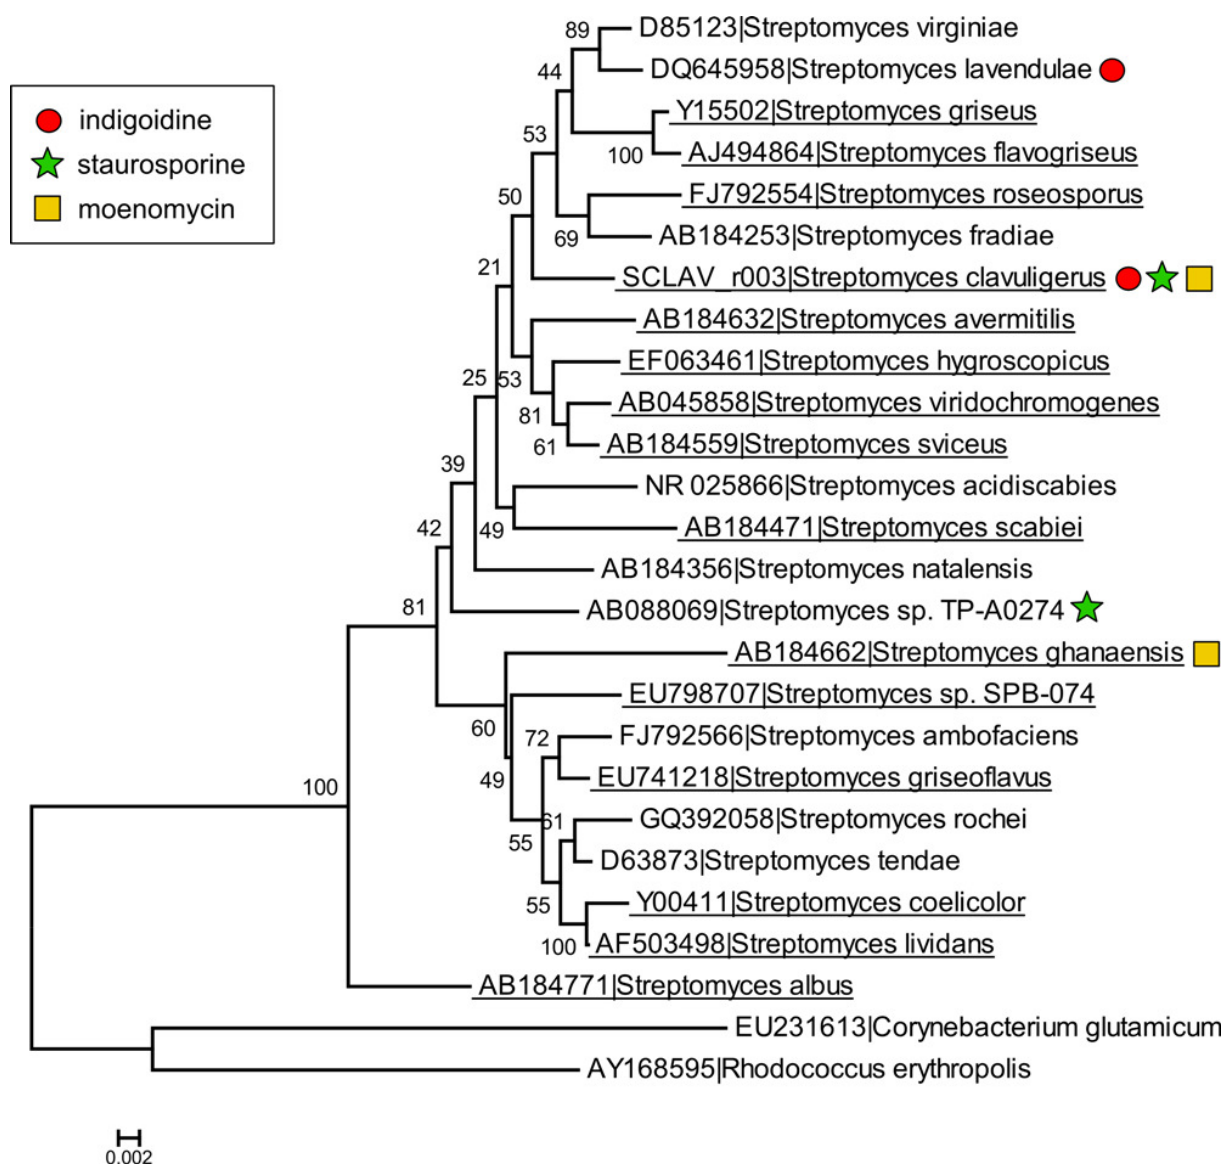 indigoidine
staurosporine
moenomycin
89
D85123|Streptomyces virginiae
44
DQ645958|Streptomyces lavendulae
Y15502|Streptomyces griseus
53
100
AJ494864|Streptomyces flavogriseus
50
FJ792554|Streptomyces roseosporus
69
AB184253|Streptomyces fradiae
21
SCLAV_r003|Streptomyces clavuligerus
AB184632|Streptomyces avermitilis
EF063461|Streptomyces hygroscopicus
25
53
AB045858|Streptomyces viridochromogenes
81
61
AB184559|Streptomyces sviceus
39
NR 025866|Streptomyces acidiscabies
42
49
AB184471|Streptomyces scabiei
AB184356|Streptomyces natalensis
81
AB088069|Streptomyces sp. TP-A0274
AB184662|Streptomyces ghanaensis
EU798707|Streptomyces sp. SPB-074
60
72
FJ792566|Streptomyces ambofaciens
49
EU741218|Streptomyces griseoflavus
100
61
GQ392058|Streptomyces rochei
55
D63873|Streptomyces tendae
55
Y00411|Streptomyces coelicolor
100
AF503498|Streptomyces lividans
AB184771|Streptomyces albus
EU231613|Corynebacterium glutamicum
AY168595|Rhodococcus erythropolis
0.002